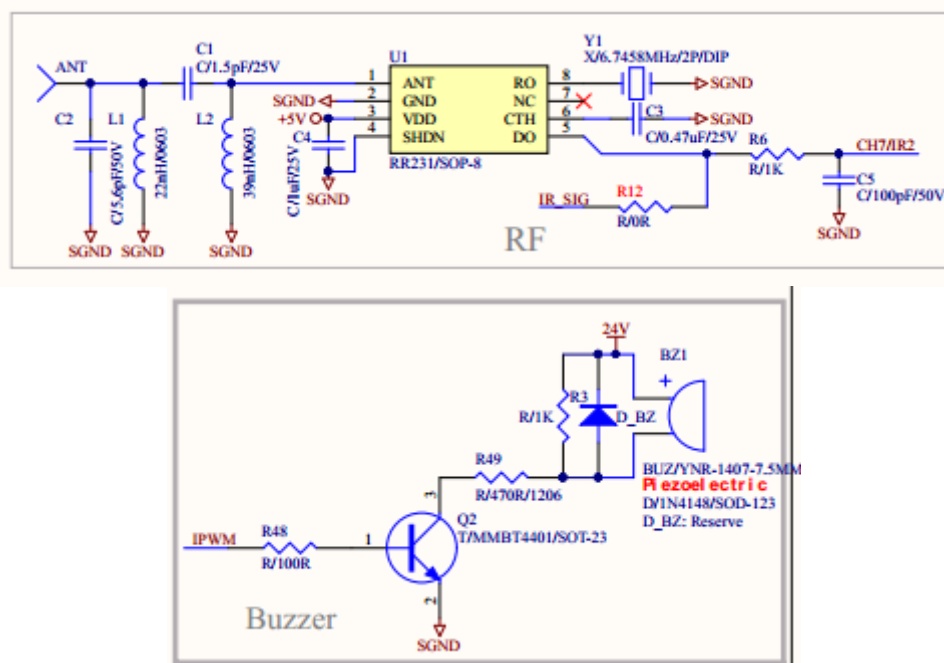 ANT
C1
C/1.5pF/25V
C2
C/5.6pF/50V
L1
22nH/0603
L2
39nH/0603
SGND
SGND
SGND
U1
1
ANT
RO
8
2
GND
NC
7
3
VDD
CTH
6
4
SHDN
DO
5
RR231/SOP-8
SGND
+5V
C4
C/1uF/25V
SGND
Y1
X/6.7458MHz/2P/DIP
SGND
C3
SGND
C/0.47uF/25V
R6
R/1K
CH7/IR2
C5
C/100pF/50V
SGND
IR_SIG
R12
R/0R
RF
24V
BZ1
+
R3
R/1K
D_BZ
BUZ/YNR-1407-7.5MM
Piezoelectric
D/1N4148/SOD-123
D_BZ: Reserve
R49
R/470R/1206
3
Q2
T/MMBT4401/SOT-23
IPWM
R48
R/100R
1
2
SGND
Buzzer